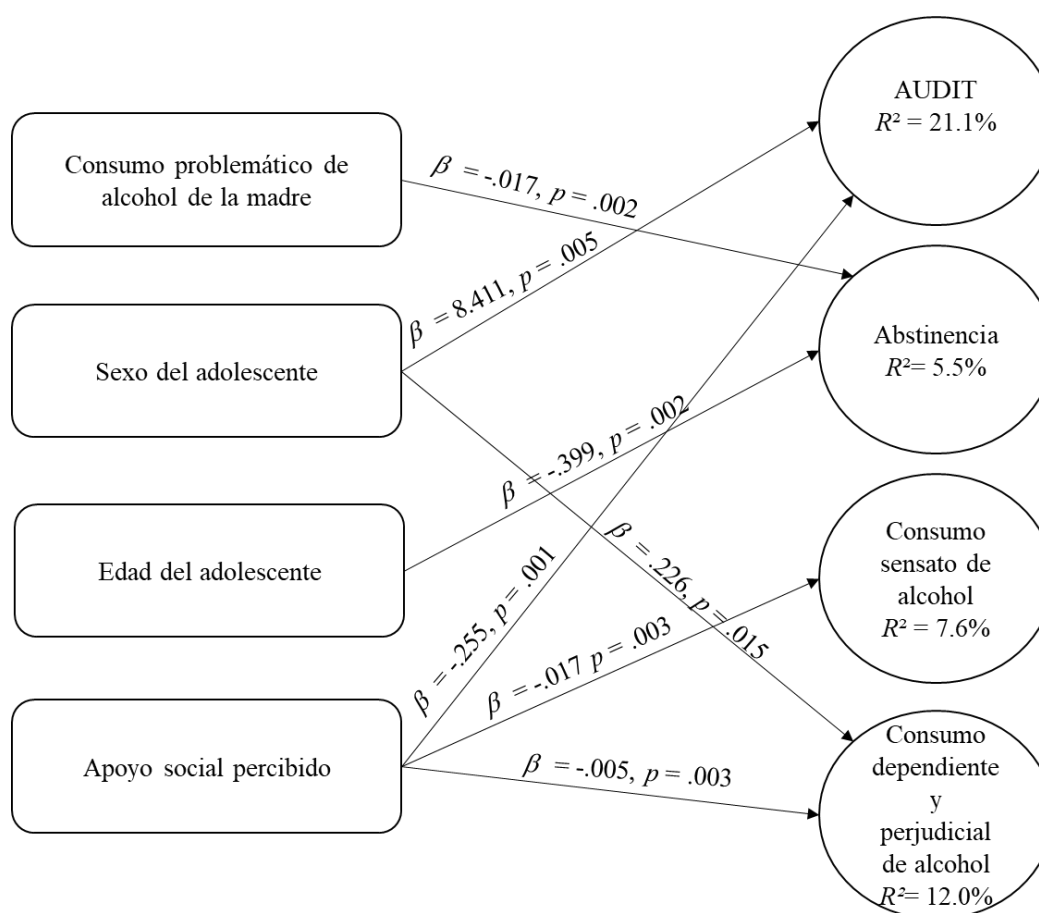 AUDIT
R² = 21.1%
Consumo problemático de
alcohol de la madre
β = -.017, p = .002
β = 8.411, p = .005
Abstinencia
R²= 5.5%
Sexo del adolescente
β = -.399, p = .002
Consumo
sensato de
alcohol
R² = 7.6%
Edad del adolescente
β = .226, p = .015
β = -.255, p = .001
β = -.017 p = .003
Apoyo social percibido
β = -.005, p = .003
Consumo
dependiente
y
perjudicial
de alcohol
R²= 12.0%